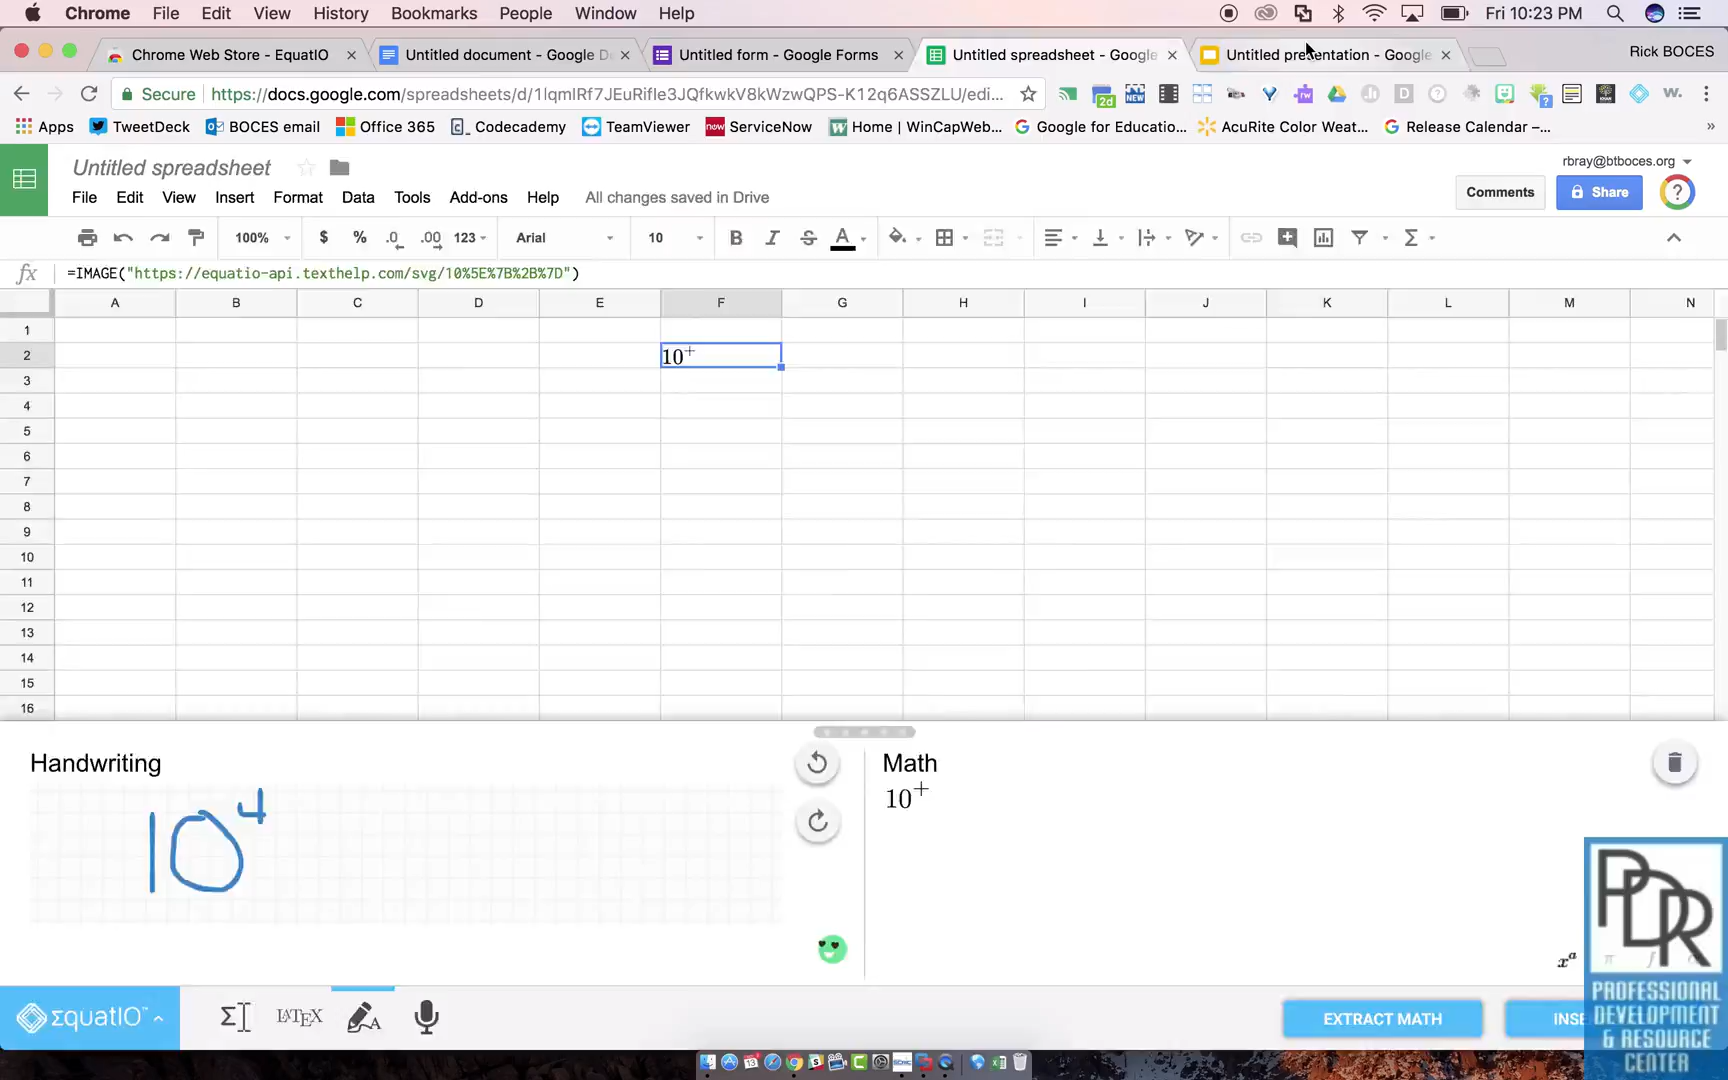 Chrome File Edit View History Bookmarks People Window Help Fri 10:23 PM
Chrome Web Store - EquatIO Untitled document - Google D Untitled form - Google Forms Untitled spreadsheet - Google Untitled presentation - Google Rick BOCES
Secure https://docs.google.com/spreadsheets/d/1lqmIRf7JEuRifle3JQfkwkV8kWzwQPS-K12q6ASSZLU/edi...
Apps TweetDeck BOCES email Office 365 Codecademy TeamViewer ServiceNow Home | WinCapWeb... Google for Educatio... AcuRite Color Weat... Release Calendar –... »
Untitled spreadsheet rbray@btboces.org
File Edit View Insert Format Data Tools Add-ons Help All changes saved in Drive Comments Share
100% $ % .0 .00 123 Arial 10 B I S A Σ
fx =IMAGE("https://equatio-api.texthelp.com/svg/10%5E%7B%2B%7D")
A B C D E F G H I J K L M N
1
2 10⁺
3
4
5
6
7
8
9
10
11
12
13
14
15
16
Handwriting Math
10⁴ 10⁺
xᵃ π f
PDRC
ΣquatIO™ Σ LATEX A EXTRACT MATH INSE
PROFESSIONAL
DEVELOPMENT
& RESOURCE
CENTER